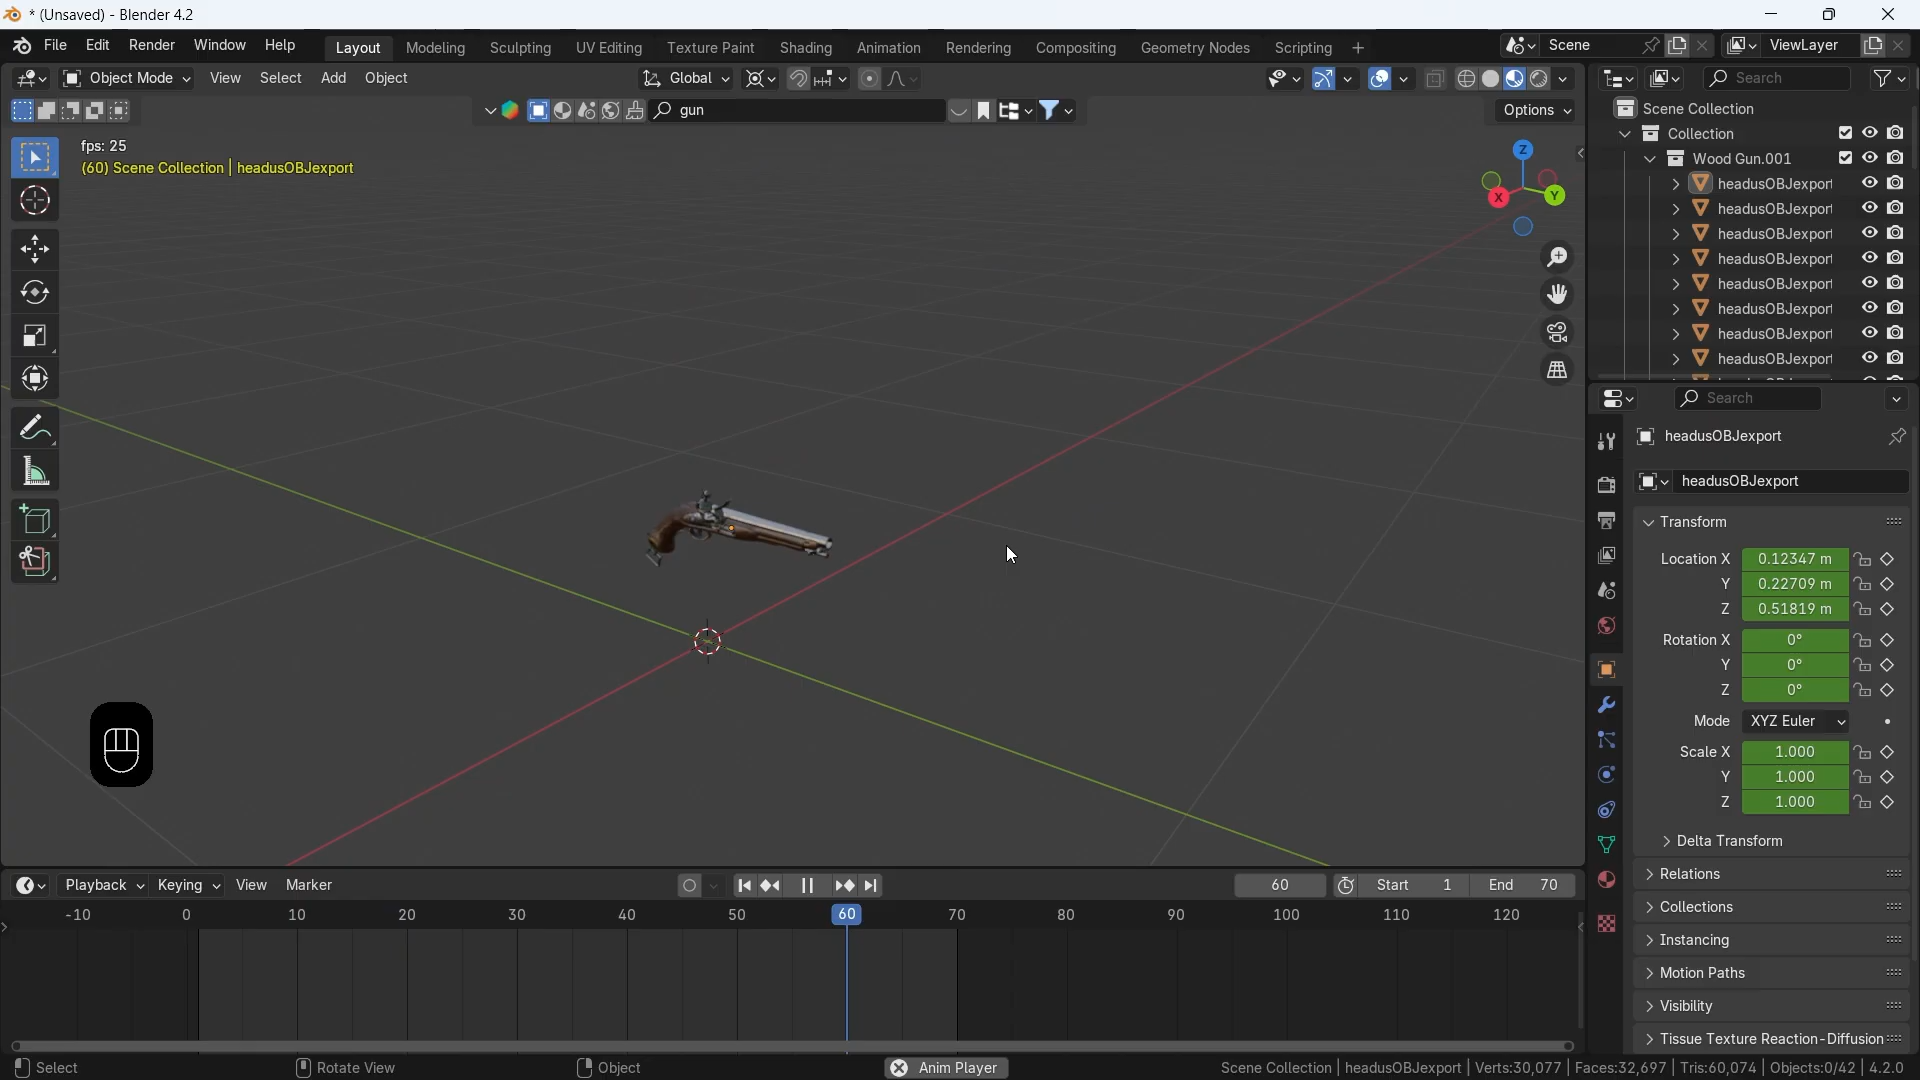 * (Unsaved) - Blender 4.2
File Edit Render Window Help Layout Modeling Sculpting UV Editing Texture Paint Shading Animation Rendering Compositing Geometry Nodes Scripting + Scene ViewLayer
Object Mode View Select Add Object Global Search
gun Options
fps: 25
(60) Scene Collection | headusOBJexport
Z
X
Y
Scene Collection
Collection
Wood Gun.001
headusOBJexport
headusOBJexport
headusOBJexport
headusOBJexport
headusOBJexport
headusOBJexport
headusOBJexport
headusOBJexport
Search
headusOBJexport
headusOBJexport
Transform
Location X 0.12347 m
Y 0.22709 m
Z 0.51819 m
Rotation X 0°
Y 0°
Z 0°
Mode XYZ Euler
Scale X 1.000
Y 1.000
Z 1.000
Delta Transform
Relations
Collections
Instancing
Motion Paths
Visibility
Tissue Texture Reaction-Diffusion
Playback Keying View Marker 60 Start 1 End 70
-10 0 10 20 30 40 50 60 70 80 90 100 110 120
Select Rotate View Object Anim Player Scene Collection | headusOBJexport | Verts:30,077 | Faces:32,697 | Tris:60,074 | Objects:0/42 | 4.2.0